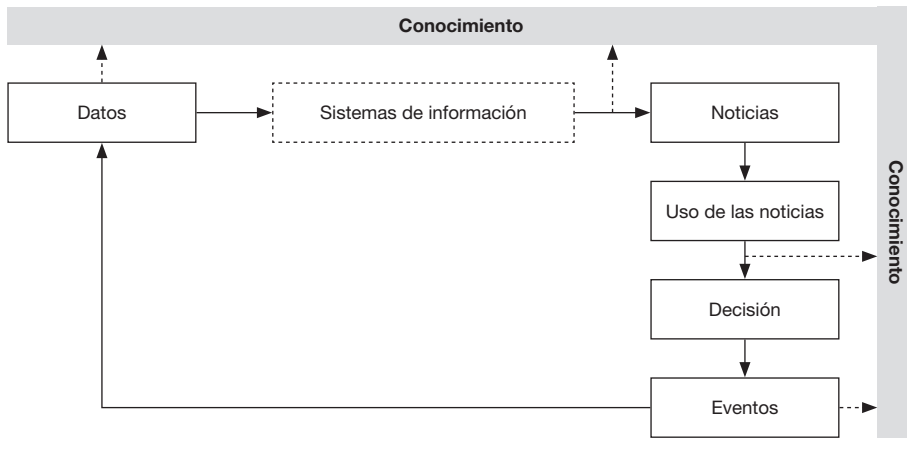 Conocimiento
Datos
Sistemas de información
Noticias
Uso de las noticias
Conocimiento
Decisión
Eventos